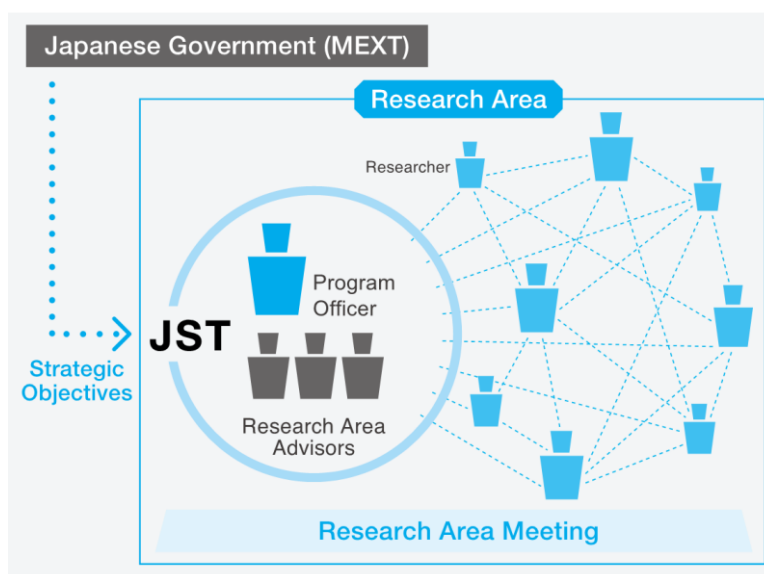 Japanese Government (MEXT)
Research Area
Researcher
Program
Officer
JST
Strategic
Objectives
Research Area
Advisors
Research Area Meeting